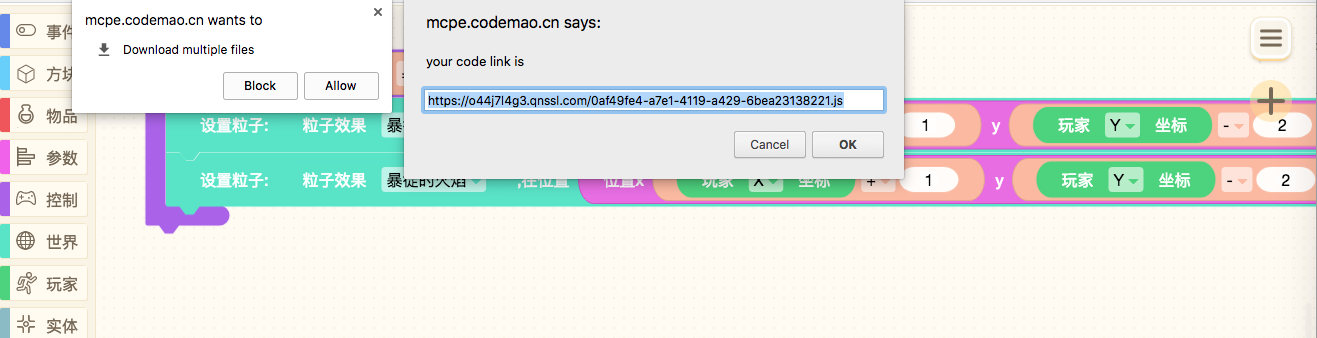 mcpe.codemao.cn wants to
Download multiple files
Block
Allow
mcpe.codemao.cn says:
your code link is
https://o44j7l4g3.qnssl.com/0af49fe4-a7e1-4119-a429-6bea23138221.js
Cancel
OK
事件
方块
物品
参数
控制
世界
玩家
实体
设置粒子: 粒子效果 1 y 玩家 Y 坐标 - 2
设置粒子: 粒子效果 暴徒的火焰 ,在位置 位置x 玩家 X 坐标 + 1 y 玩家 Y 坐标 - 2